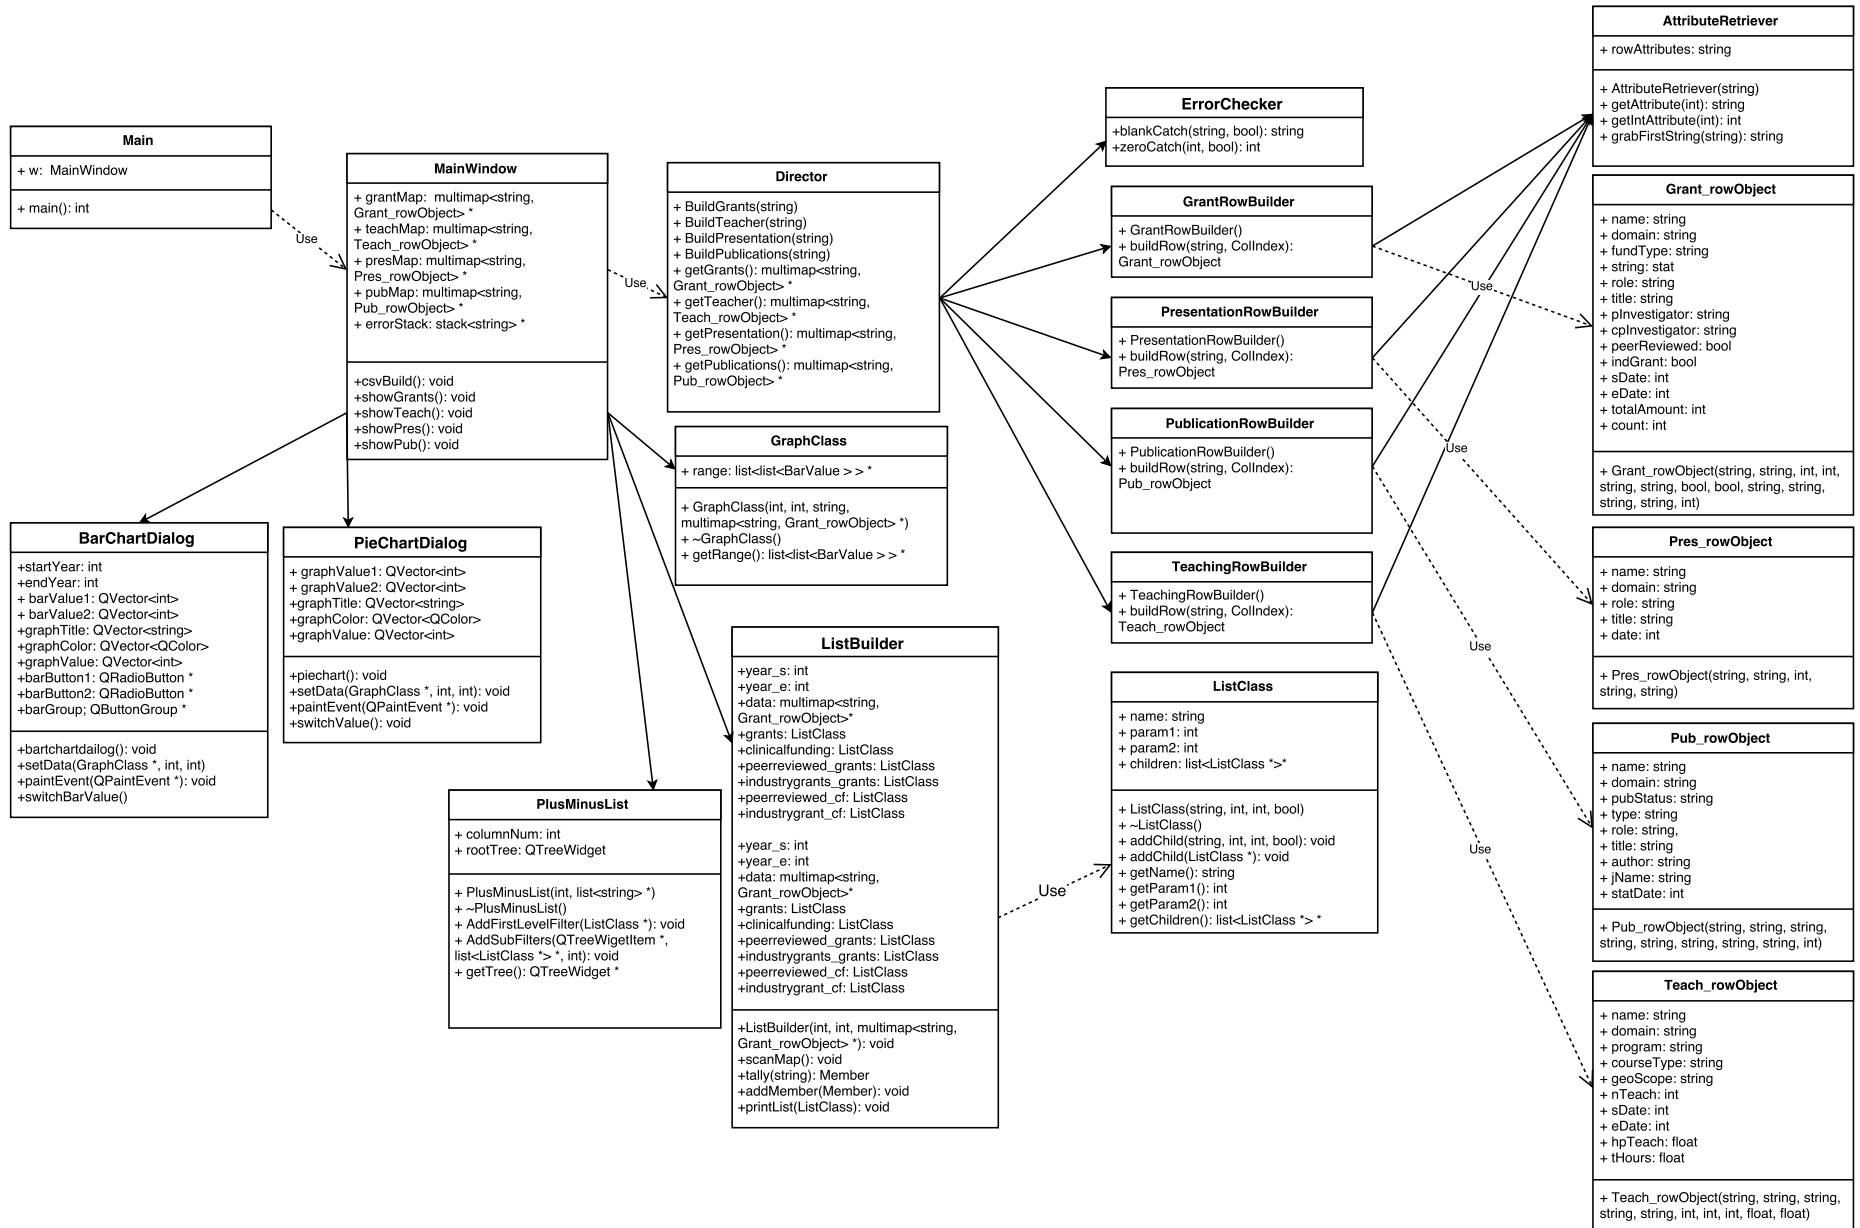 Main
+ w:  MainWindow
+ main(): int
Use
MainWindow
+ grantMap:  multimap<string,
Grant_rowObject> *
+ teachMap: multimap<string,
Teach_rowObject> *
+ presMap: multimap<string,
Pres_rowObject> *
+ pubMap: multimap<string,
Pub_rowObject> *
+ errorStack: stack<string> *
+csvBuild(): void
+showGrants(): void
+showTeach(): void
+showPres(): void
+showPub(): void
Use
Director
+ BuildGrants(string)
+ BuildTeacher(string)
+ BuildPresentation(string)
+ BuildPublications(string)
+ getGrants(): multimap<string,
Grant_rowObject> *
+ getTeacher(): multimap<string,
Teach_rowObject> *
+ getPresentation(): multimap<string,
Pres_rowObject> *
+ getPublications(): multimap<string,
Pub_rowObject> *
GraphClass
+ range: list<list<BarValue > > *
+ GraphClass(int, int, string,
multimap<string, Grant_rowObject> *)
+ ~GraphClass()
+ getRange(): list<list<BarValue > > *
BarChartDialog
+startYear: int
+endYear: int
+ barValue1: QVector<int>
+ barValue2: QVector<int>
+graphTitle: QVector<string>
+graphColor: QVector<QColor>
+graphValue: QVector<int>
+barButton1: QRadioButton *
+barButton2: QRadioButton *
+barGroup; QButtonGroup *
+bartchartdailog(): void
+setData(GraphClass *, int, int)
+paintEvent(QPaintEvent *): void
+switchBarValue()
PieChartDialog
+ graphValue1: QVector<int>
+ graphValue2: QVector<int>
+graphTitle: QVector<string>
+graphColor: QVector<QColor>
+graphValue: QVector<int>
+piechart(): void
+setData(GraphClass *, int, int): void
+paintEvent(QPaintEvent *): void
+switchValue(): void
PlusMinusList
+ columnNum: int
+ rootTree: QTreeWidget
+ PlusMinusList(int, list<string> *)
+ ~PlusMinusList()
+ AddFirstLevelFilter(ListClass *): void
+ AddSubFilters(QTreeWigetItem *,
list<ListClass *> *, int): void
+ getTree(): QTreeWidget *
ListBuilder
+year_s: int
+year_e: int
+data: multimap<string,
Grant_rowObject>*
+grants: ListClass
+clinicalfunding: ListClass
+peerreviewed_grants: ListClass
+industrygrants_grants: ListClass
+peerreviewed_cf: ListClass
+industrygrant_cf: ListClass
+year_s: int
+year_e: int
+data: multimap<string,
Grant_rowObject>*
+grants: ListClass
+clinicalfunding: ListClass
+peerreviewed_grants: ListClass
+industrygrants_grants: ListClass
+peerreviewed_cf: ListClass
+industrygrant_cf: ListClass
+ListBuilder(int, int, multimap<string,
Grant_rowObject> *): void
+scanMap(): void
+tally(string): Member
+addMember(Member): void
+printList(ListClass): void
Use
ErrorChecker
+blankCatch(string, bool): string
+zeroCatch(int, bool): int
GrantRowBuilder
+ GrantRowBuilder()
+ buildRow(string, ColIndex):
Grant_rowObject
PresentationRowBuilder
+ PresentationRowBuilder()
+ buildRow(string, ColIndex):
Pres_rowObject
PublicationRowBuilder
+ PublicationRowBuilder()
+ buildRow(string, ColIndex):
Pub_rowObject
TeachingRowBuilder
+ TeachingRowBuilder()
+ buildRow(string, ColIndex):
Teach_rowObject
ListClass
+ name: string
+ param1: int
+ param2: int
+ children: list<ListClass *>*
+ ListClass(string, int, int, bool)
+ ~ListClass()
+ addChild(string, int, int, bool): void
+ addChild(ListClass *): void
+ getName(): string
+ getParam1(): int
+ getParam2(): int
+ getChildren(): list<ListClass *> *
Use
Use
Use
Use
AttributeRetriever
+ rowAttributes: string
+ AttributeRetriever(string)
+ getAttribute(int): string
+ getIntAttribute(int): int
+ grabFirstString(string): string
Grant_rowObject
+ name: string
+ domain: string
+ fundType: string
+ string: stat
+ role: string
+ title: string
+ pInvestigator: string
+ cpInvestigator: string
+ peerReviewed: bool
+ indGrant: bool
+ sDate: int
+ eDate: int
+ totalAmount: int
+ count: int
+ Grant_rowObject(string, string, int, int,
string, string, bool, bool, string, string,
string, string, int)
Pres_rowObject
+ name: string
+ domain: string
+ role: string
+ title: string
+ date: int
+ Pres_rowObject(string, string, int,
string, string)
Pub_rowObject
+ name: string
+ domain: string
+ pubStatus: string
+ type: string
+ role: string,
+ title: string
+ author: string
+ jName: string
+ statDate: int
+ Pub_rowObject(string, string, string,
string, string, string, string, string, int)
Teach_rowObject
+ name: string
+ domain: string
+ program: string
+ courseType: string
+ geoScope: string
+ nTeach: int
+ sDate: int
+ eDate: int
+ hpTeach: float
+ tHours: float
+ Teach_rowObject(string, string, string,
string, string, int, int, int, float, float)